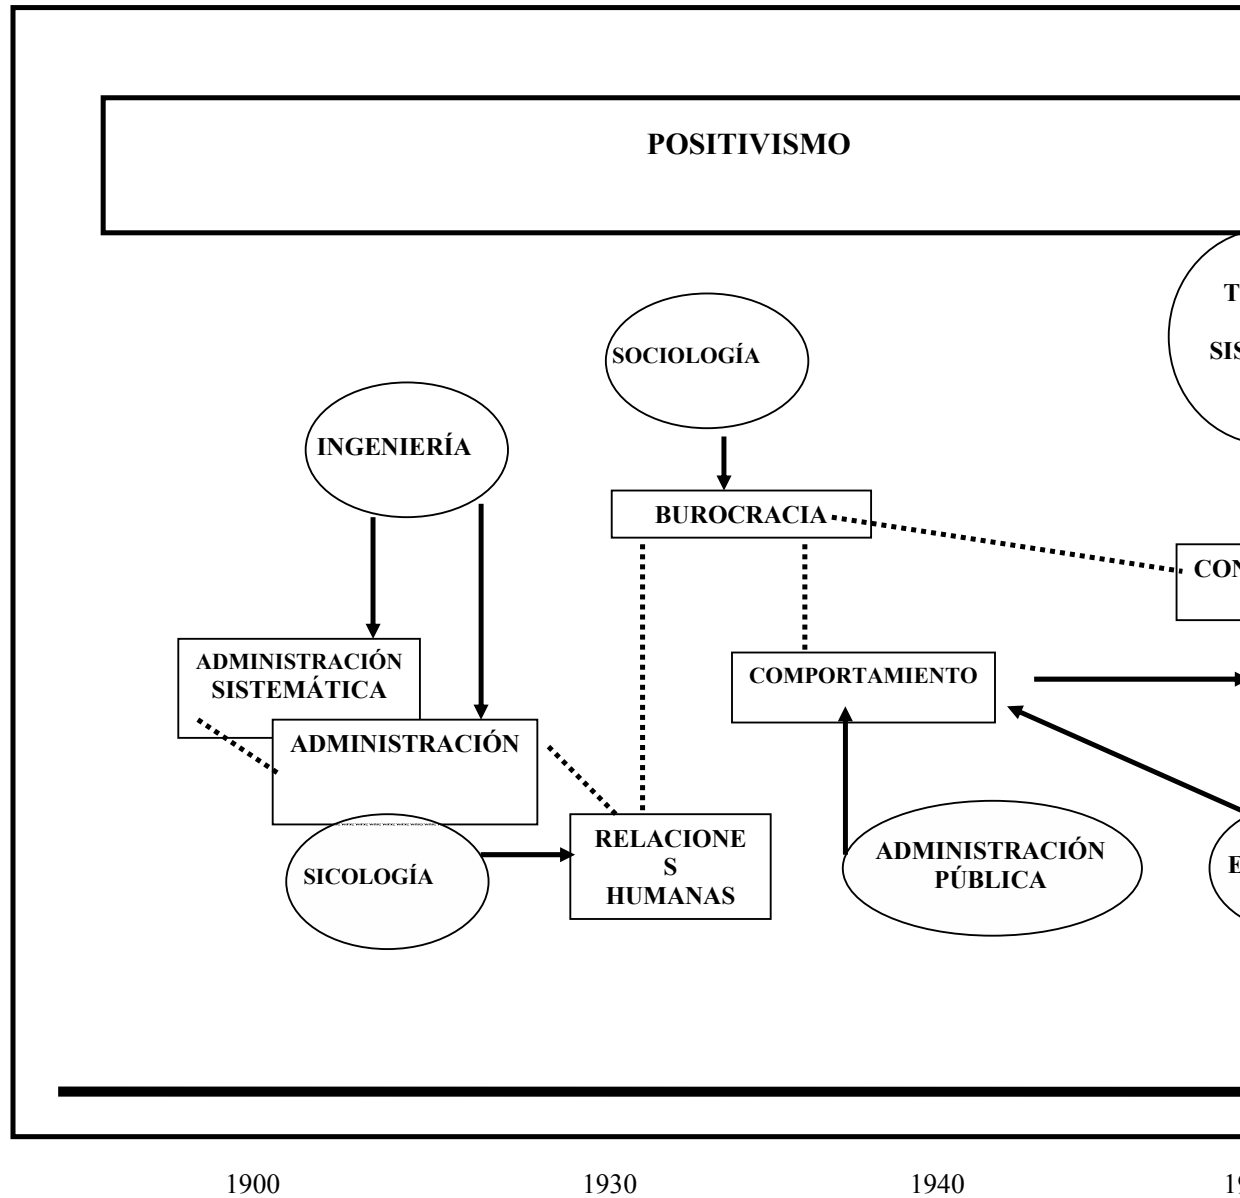 POSITIVISMO
SOCIOLOGÍA
INGENIERÍA
BUROCRACIA
ADMINISTRACIÓN
SISTEMÁTICA
COMPORTAMIENTO
ADMINISTRACIÓN
RELACIONE
S
HUMANAS
SICOLOGÍA
ADMINISTRACIÓN
PÚBLICA
1900
1930
1940